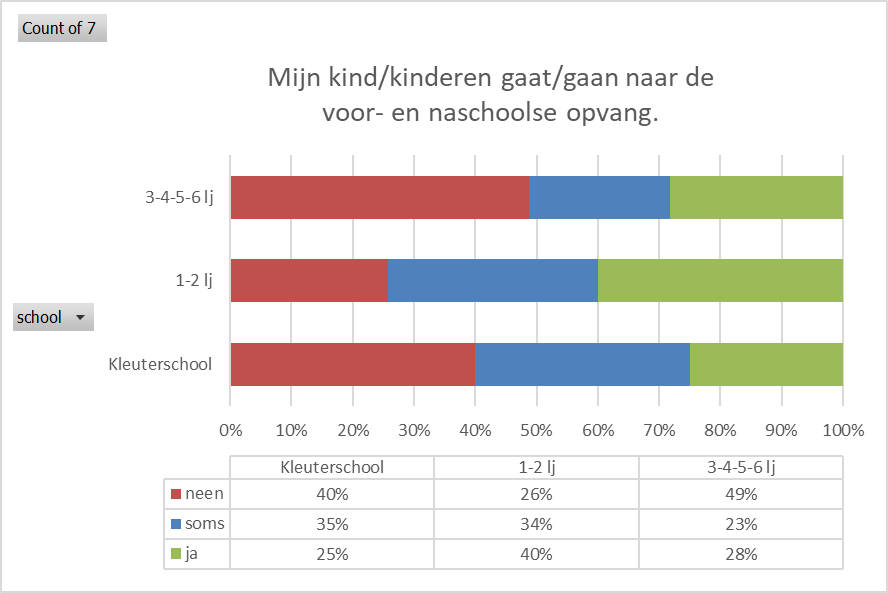 Count of 7
Mijn kind/kinderen gaat/gaan naar de
voor- en naschoolse opvang.
3-4-5-6 lj
1-2 lj
school
Kleuterschool
0% 10% 20% 30% 40% 50% 60% 70% 80% 90% 100%
Kleuterschool 1-2 lj 3-4-5-6 lj
neen 40% 26% 49%
soms 35% 34% 23%
ja 25% 40% 28%